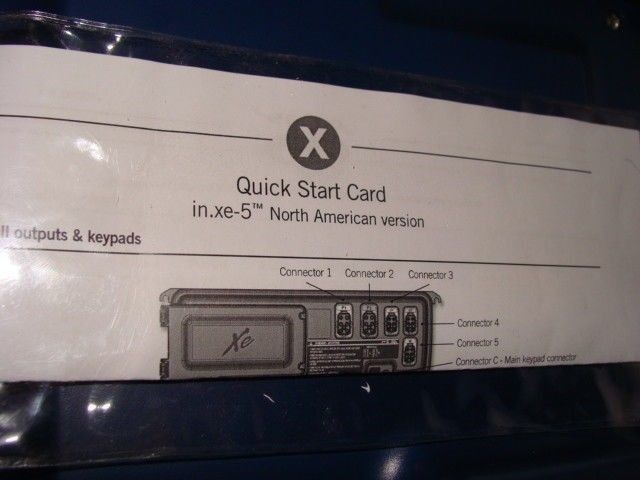 X
Quick Start Card
in.xe-5™ North American version
ll outputs & keypads
Connector 1 Connector 2 Connector 3
Xe
Connector 4
Connector 5
Connector C - Main keypad connector